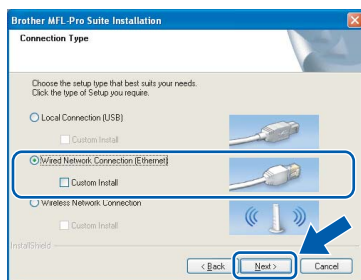 Brother MFL-Pro Suite Installation
Connection Type
Choose the setup type that best suits your needs.
Click the type of Setup you require.
Local Connection (USB)
Custom Install
Wired Network Connection (Ethernet)
Custom Install
Wireless Network Connection
Custom Install
InstallShield
< Back Next > Cancel